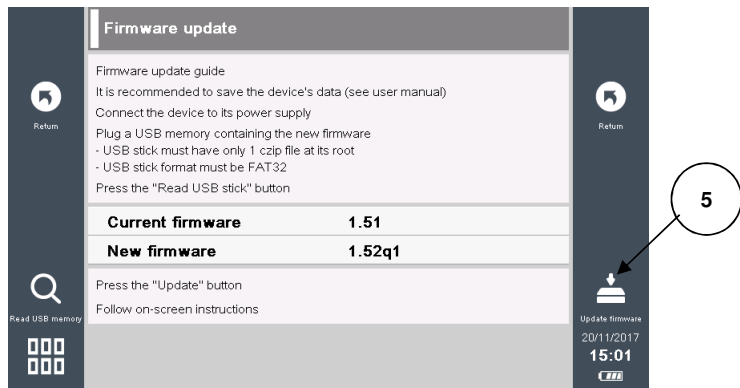 Firmware update
Return
Firmware update guide
It is recommended to save the device's data (see user manual)
Connect the device to its power supply
Plug a USB memory containing the new firmware
- USB stick must have only 1 czip file at its root
- USB stick format must be FAT32
Press the "Read USB stick" button
Return
Current firmware 1.51
New firmware 1.52q1
Press the "Update" button
Follow on-screen instructions
Read USB memory
Update firmware
20/11/2017
15:01
5